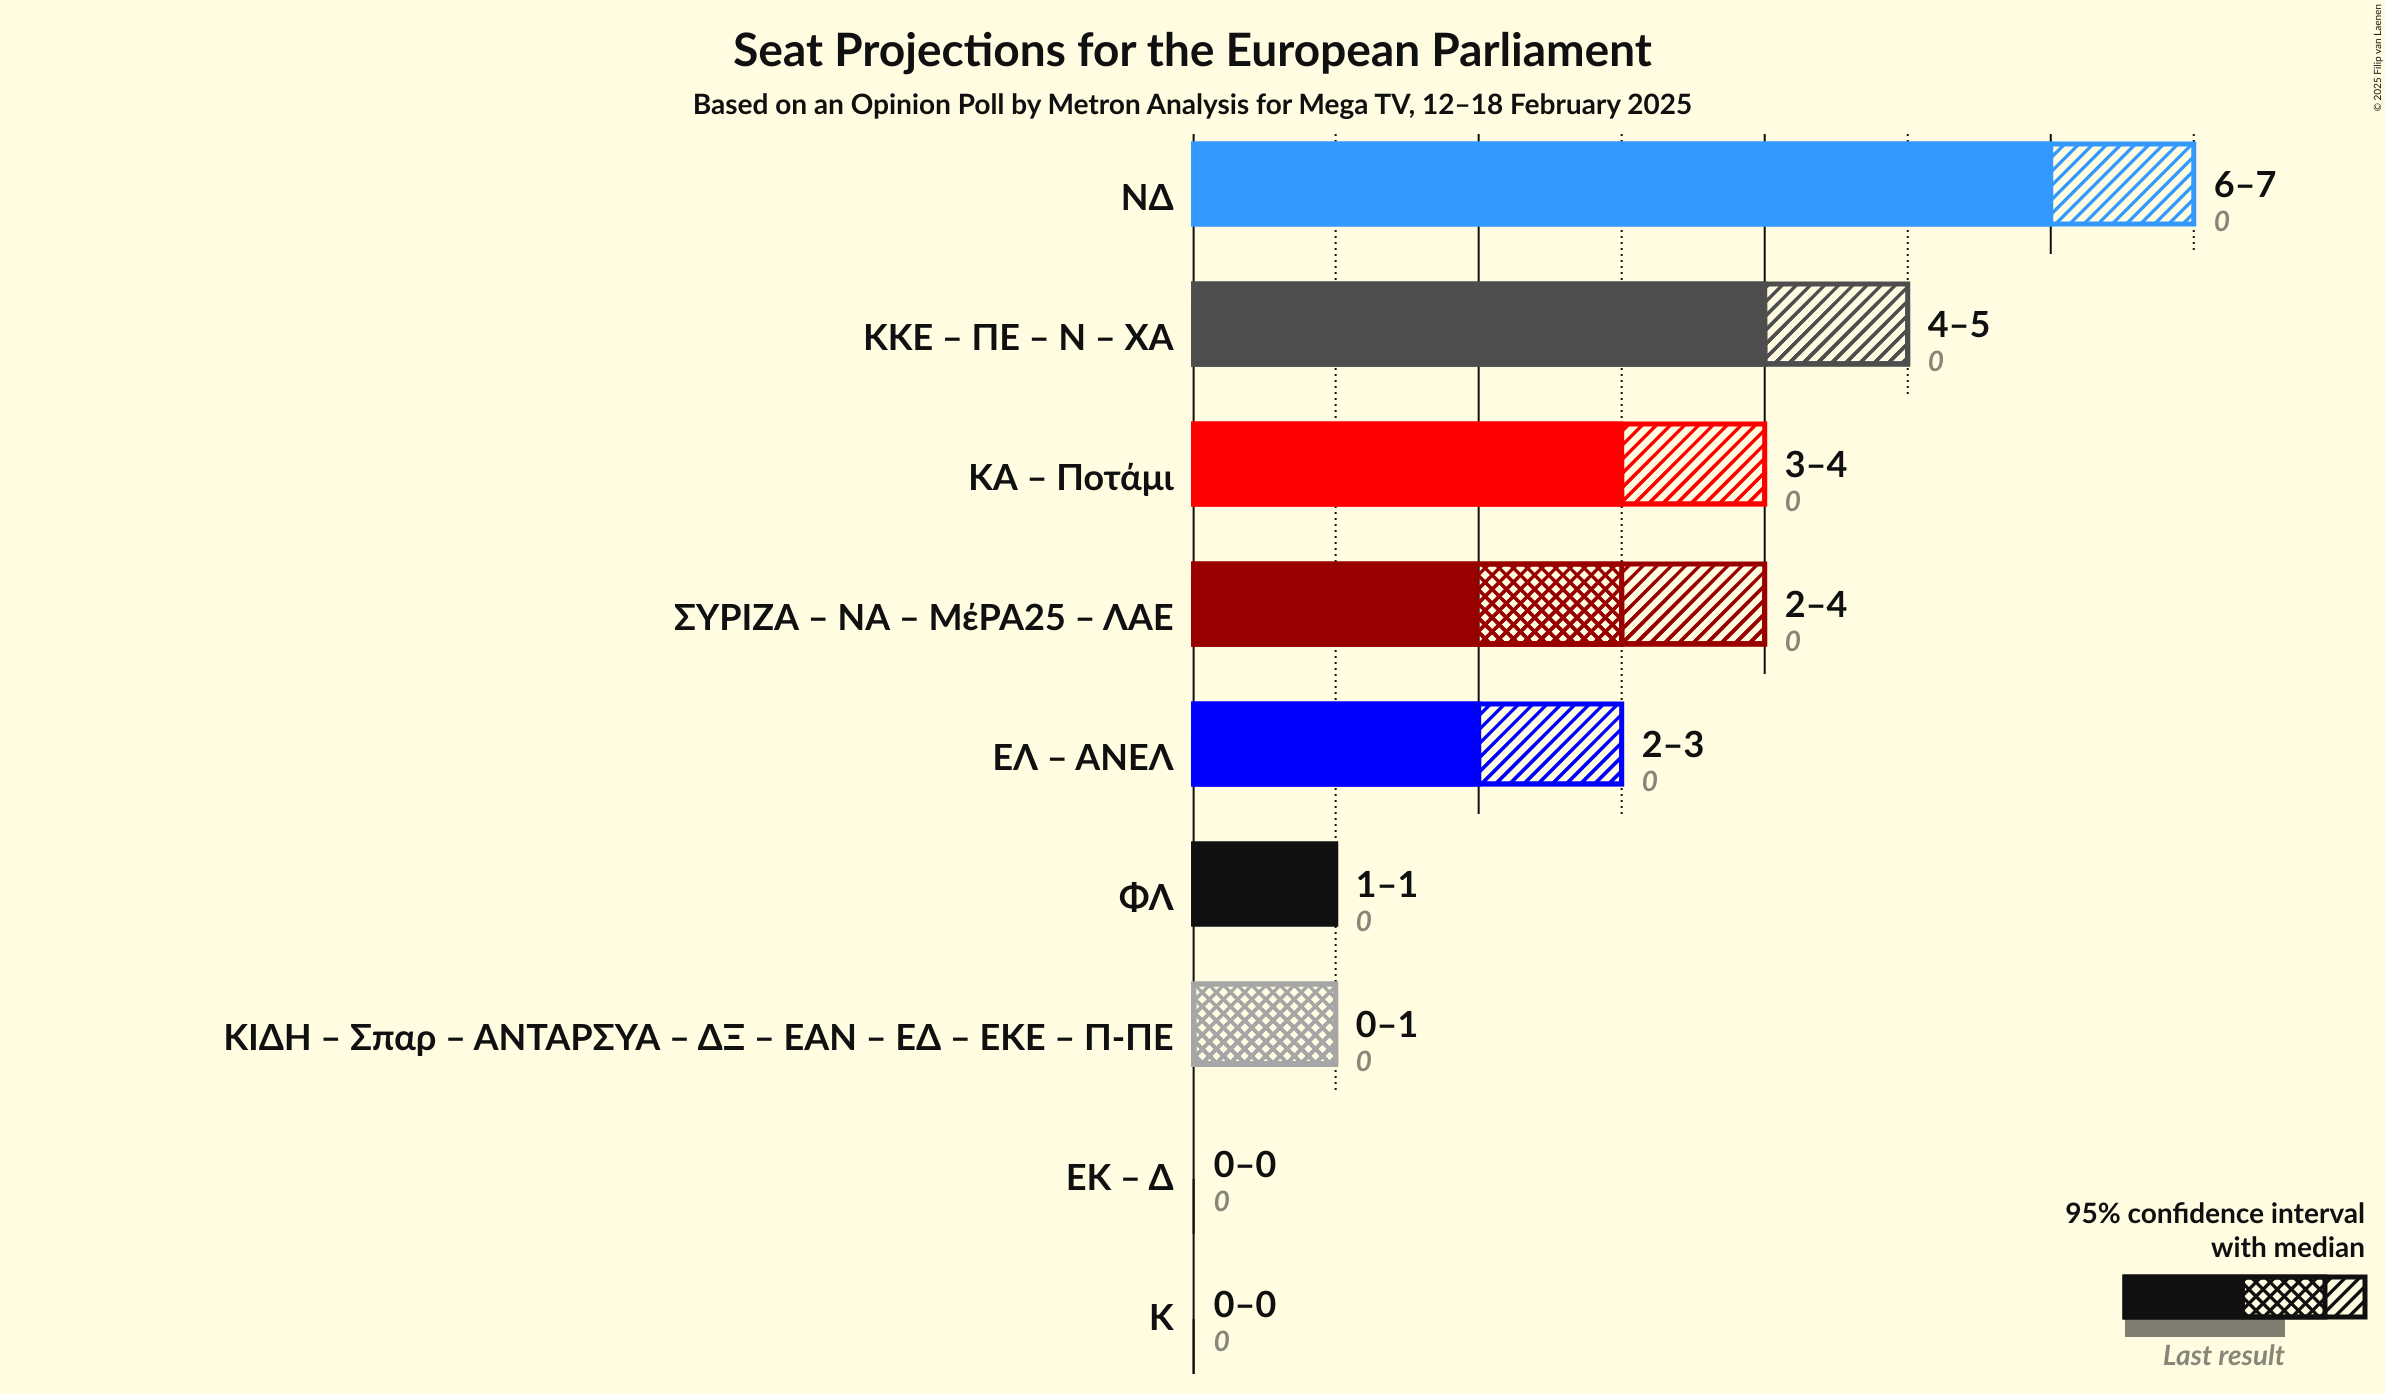 Seat Projections for the European Parliament
Based on an Opinion Poll by Metron Analysis for Mega TV, 12–18 February 2025
© 2025 Filip van Laenen
ΝΔ
6–7
0
ΚΚΕ – ΠΕ – Ν – ΧΑ
4–5
0
ΚΑ – Ποτάμι
3–4
0
ΣΥΡΙΖΑ – ΝΑ – ΜέΡΑ25 – ΛΑΕ
2–4
0
ΕΛ – ΑΝΕΛ
2–3
0
ΦΛ
1–1
0
ΚΙΔΗ – Σπαρ – ΑΝΤΑΡΣΥΑ – ΔΞ – ΕΑΝ – ΕΔ – ΕΚΕ – Π-ΠΕ
0–1
0
ΕΚ – Δ
0–0
0
Κ
0–0
0
95% confidence interval
with median
Last result